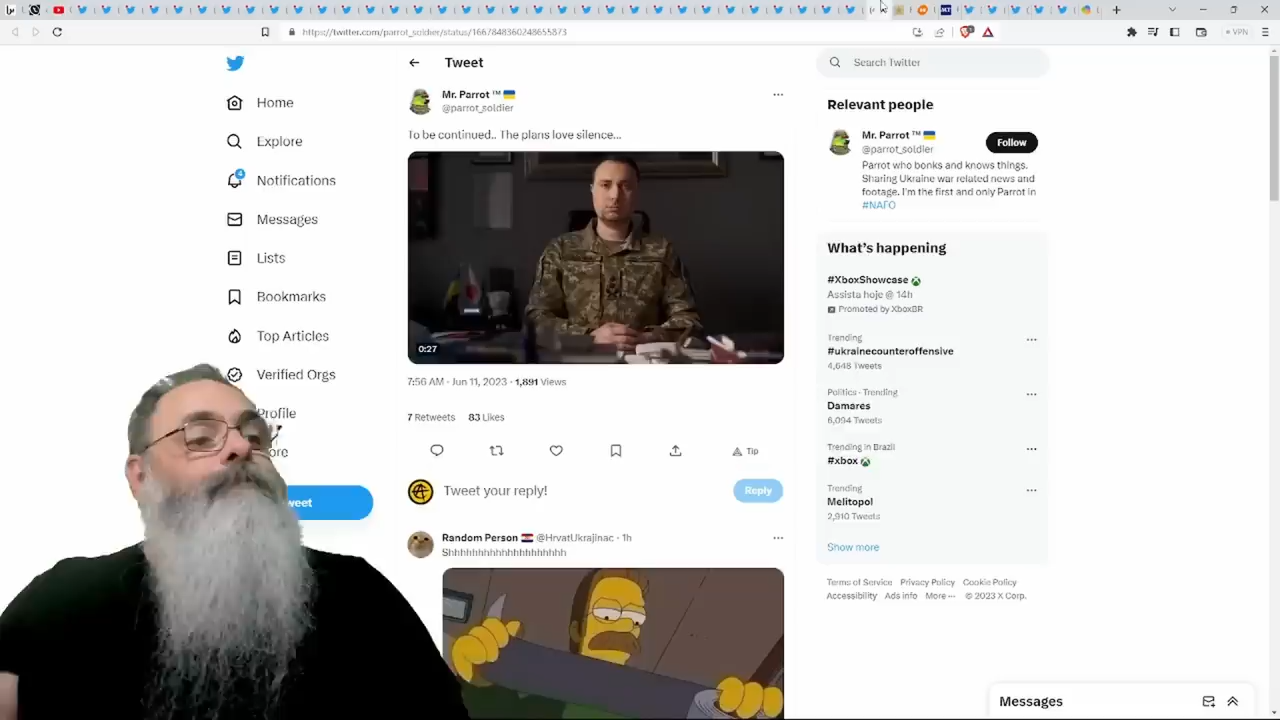 https://twitter.com/parrot_soldier/status/1667848360248655873
VPN
Home
Explore
4
Notifications
Messages
Lists
Bookmarks
Top Articles
Verified Orgs
Profile
ore
weet
Tweet
Mr. Parrot ™
@parrot_soldier
To be continued.. The plans love silence...
0:27
7:56 AM · Jun 11, 2023 · 1,891 Views
7 Retweets 83 Likes
Tip
Tweet your reply!
Reply
Random Person @HrvatUkrajinac · 1h
Shhhhhhhhhhhhhhhhhhh
Search Twitter
Relevant people
Mr. Parrot ™
@parrot_soldier
Follow
Parrot who bonks and knows things.
Sharing Ukraine war related news and
footage. I'm the first and only Parrot in
#NAFO
What's happening
#XboxShowcase
Assista hoje @ 14h
Promoted by XboxBR
Trending
#ukrainecounteroffensive
4,648 Tweets
Politics · Trending
Damares
6,094 Tweets
Trending in Brazil
#xbox
Trending
Melitopol
2,910 Tweets
Show more
Terms of Service Privacy Policy Cookie Policy
Accessibility Ads info More ··· © 2023 X Corp.
Messages